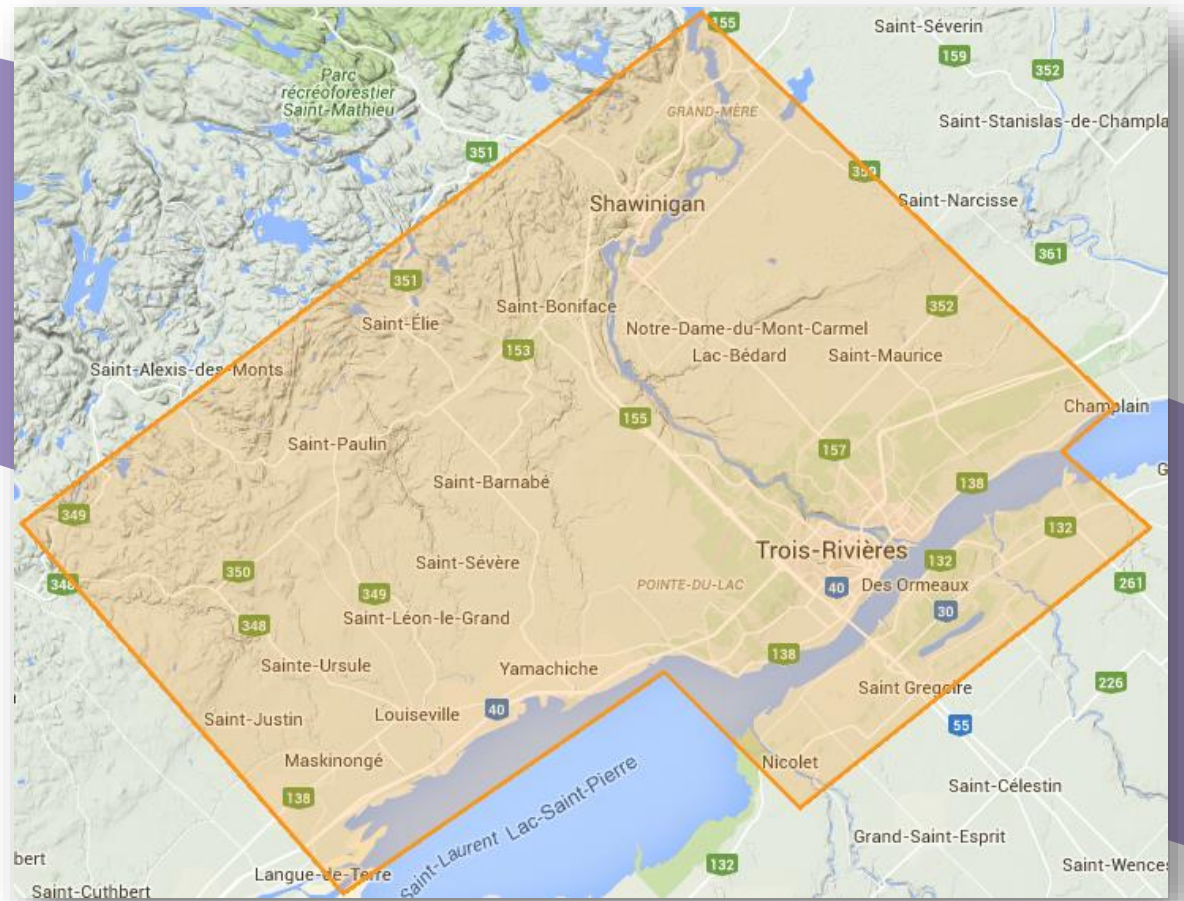 155
Saint-Séverin
159
352
Parc
récréoforestier
Saint-Mathieu
GRAND-MÈRE
Saint-Stanislas-de-Champla
351
359
Shawinigan
Saint-Narcisse
361
351
Saint-Boniface
352
Saint-Élie
Notre-Dame-du-Mont-Carmel
153
Lac-Bédard
Saint-Maurice
Saint-Alexis-des-Monts
Champlain
155
Saint-Paulin
157
G
Saint-Barnabé
138
349
132
Trois-Rivières
Saint-Sévère
132
350
348
POINTE-DU-LAC
40
Des Ormeaux
261
349
30
Saint-Léon-le-Grand
348
138
Sainte-Ursule
Yamachiche
226
Saint Gregoire
Saint-Justin
Louiseville
40
55
Maskinongé
Nicolet
Saint-Célestin
138
Saint-Laurent Lac-Saint-Pierre
Grand-Saint-Esprit
bert
132
Saint-Wences
Langue-de-Terre
Saint-Cuthbert